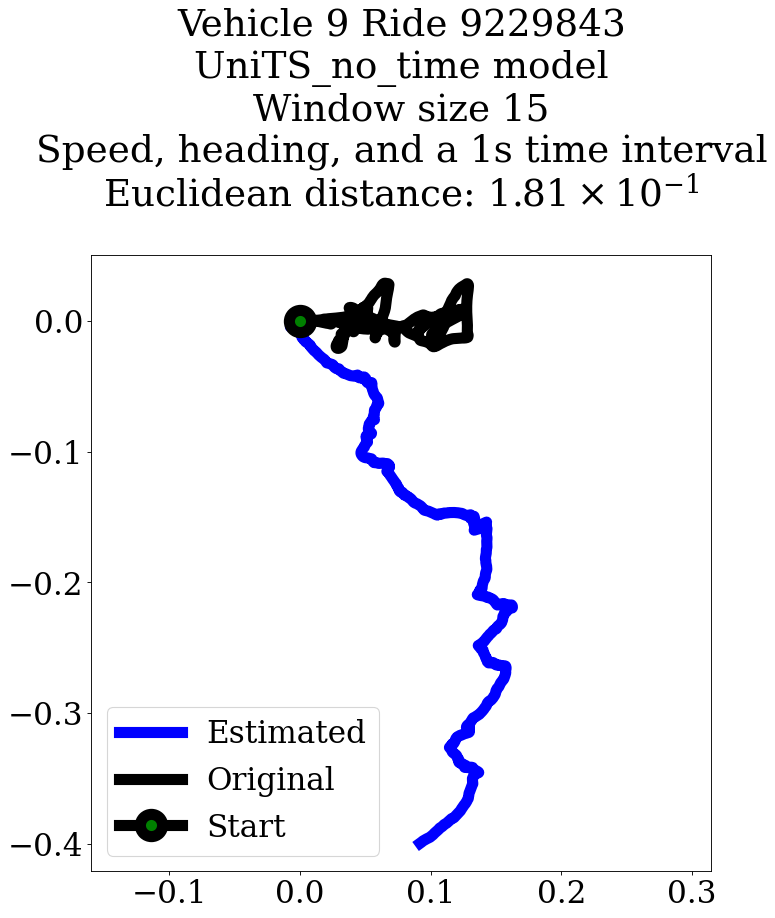 Vehicle 9 Ride 9229843
UniTS_no_time model
Window size 15
Speed, heading, and a 1s time interval
Euclidean distance: 1.81 × 10⁻¹
0.0
−0.1
−0.2
−0.3
−0.4
Estimated
Original
Start
−0.1 0.0 0.1 0.2 0.3